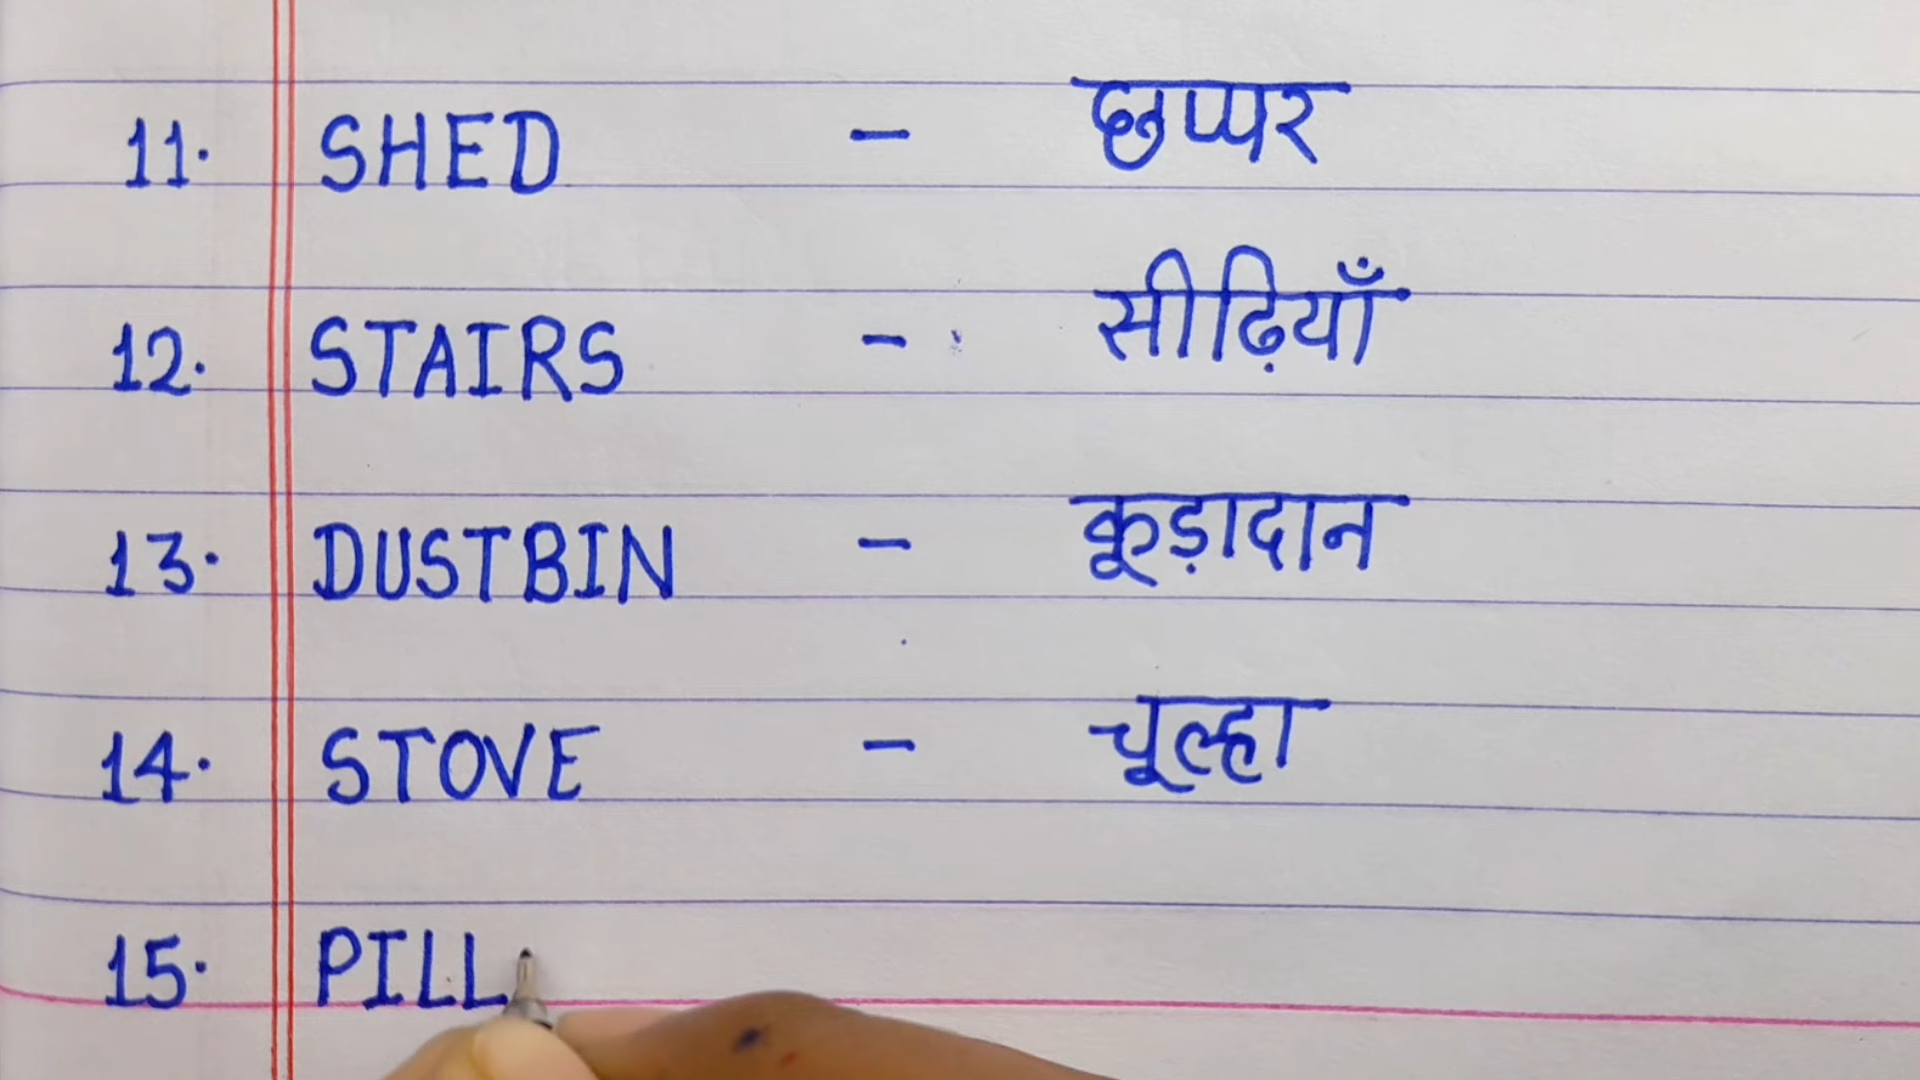 11. SHED - छप्पर
12. STAIRS - सीढ़ियाँ
13. DUSTBIN - कूड़ादान
14. STOVE - चूल्हा
15. PILL